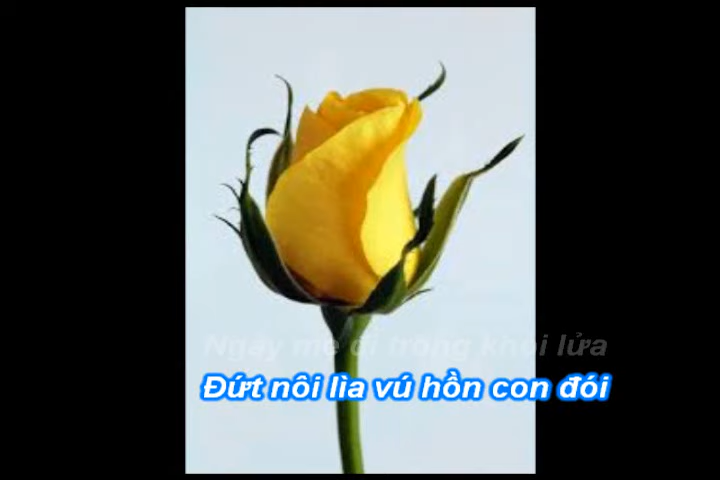 Ngày mẹ đi trong khói lửa
Đứt nôi lìa vú hồn con đói